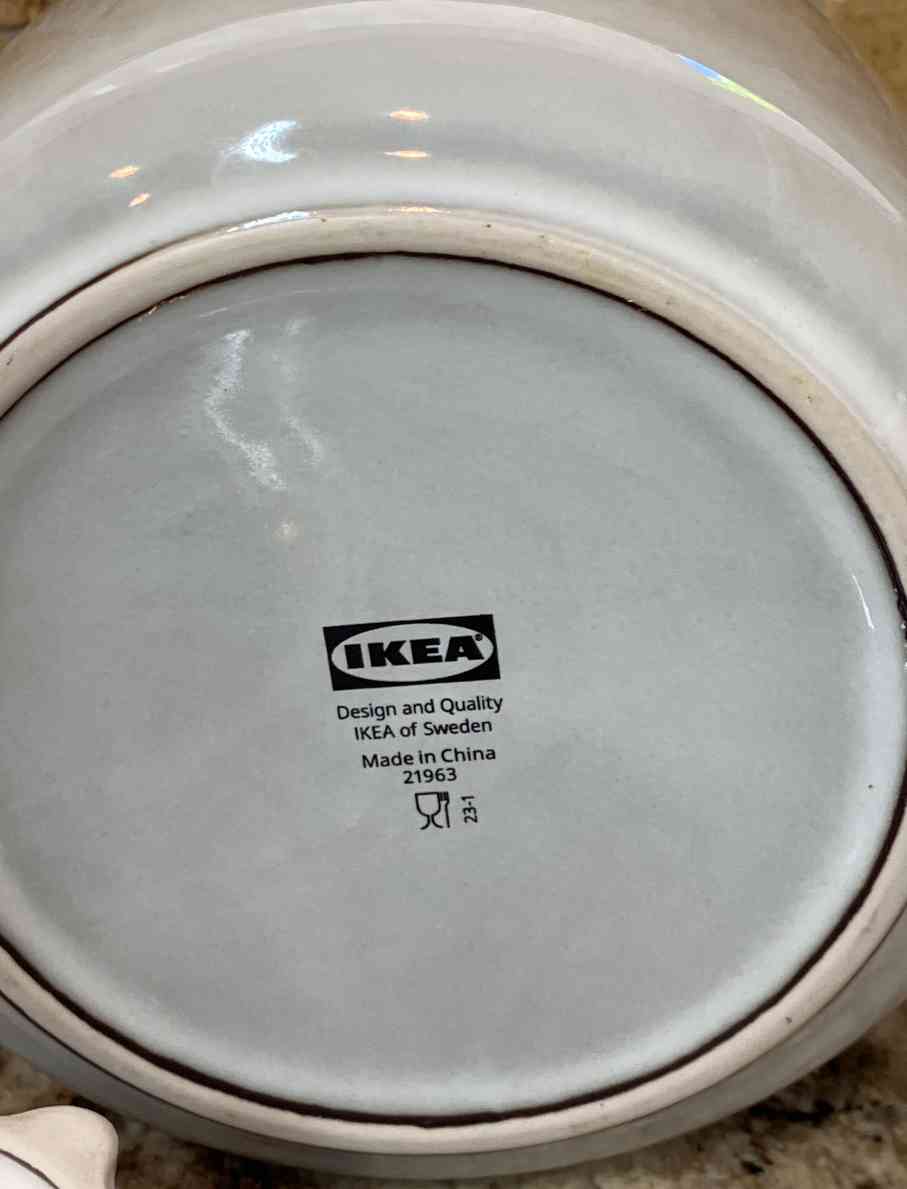 IKEA®
Design and Quality
IKEA of Sweden
Made in China
21963
23-1